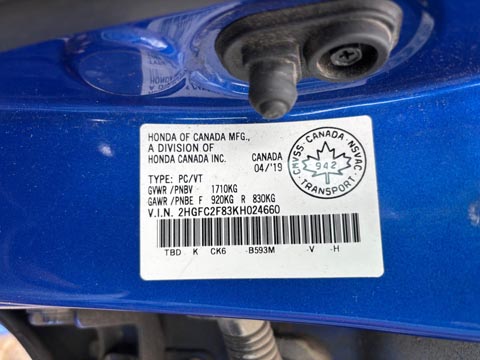 HONDA OF CANADA MFG.,
A DIVISION OF
HONDA CANADA INC. CANADA
04/'19
TYPE: PC/VT
GVWR /PNBV 1710KG
GAWR /PNBE F 920KG R 830KG
V.I.N. 2HGFC2F83KH024660
TBD K CK6 -B593M -V -H
CMVSS - CANADA - NSVAC
942
- TRANSPORT -